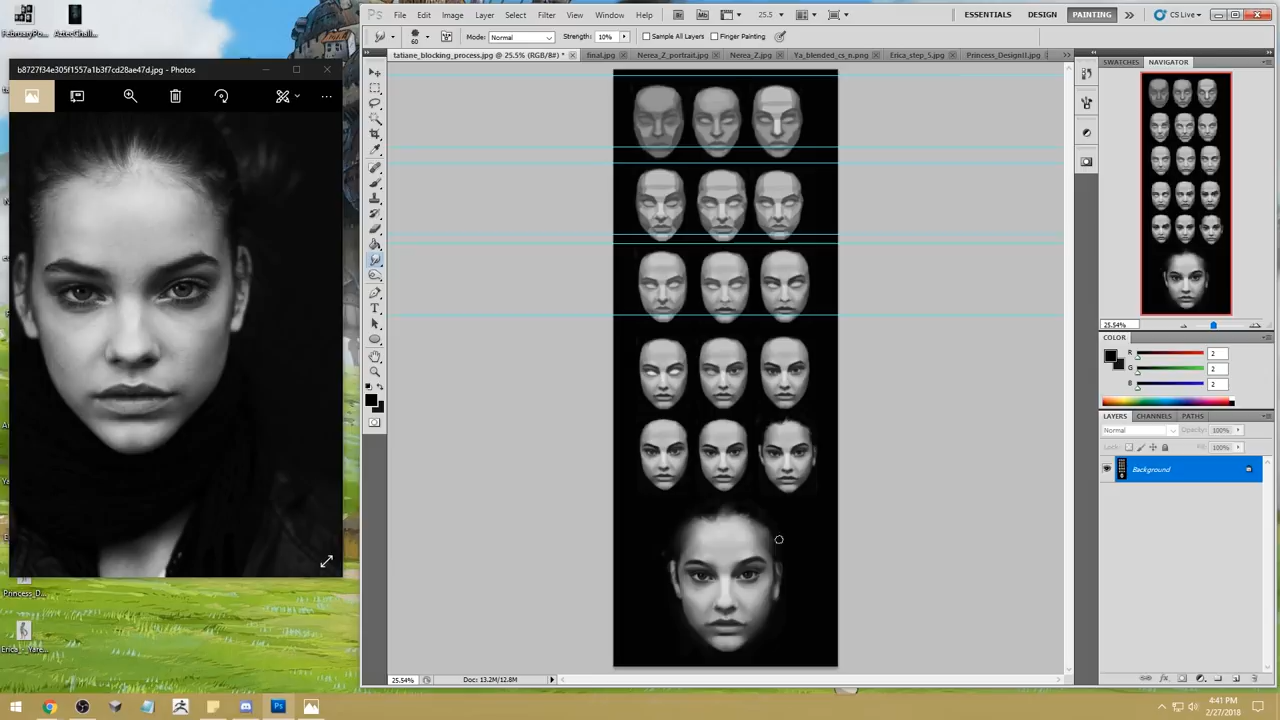 Ps File Edit Image Layer Select Filter Analysis View Window Help 25.5 ESSENTIALS DESIGN PAINTING CS Live
60 Mode: Normal Strength: 10% Sample All Layers Finger Painting
tatiane_blocking_process.jpg @ 25.5% (RGB/8#) * final.jpg Nerea_Z_portrait.jpg Nerea_Z.jpg Ya_blended_cs_n.png Erica_step_5.jpg Princess_DesignII.jpg
b8727f34e305f1557a1b3f7cd28ae47d.jpg - Photos
SWATCHES NAVIGATOR
25.54%
COLOR
R 2
G 2
B 2
LAYERS CHANNELS PATHS
Normal Opacity: 100%
Lock: Fill: 100%
Background
25.54% Doc: 13.2M/12.8M
4:41 PM
2/27/2018